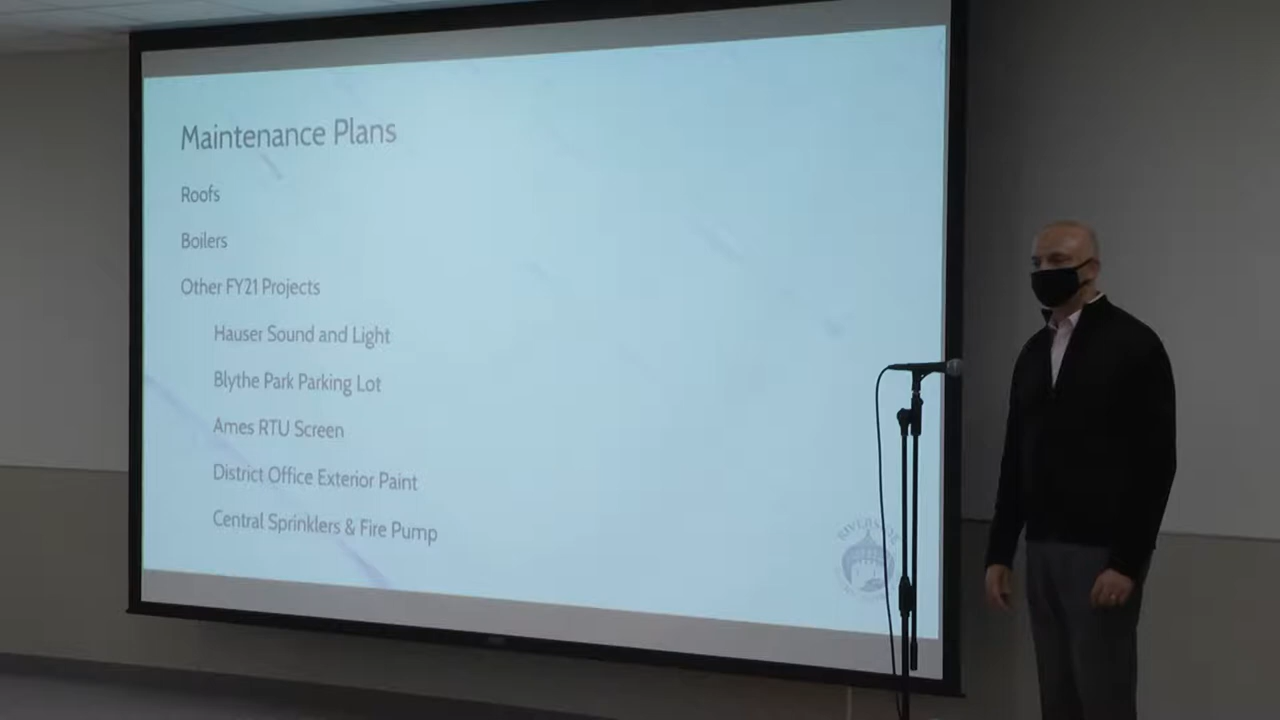 Maintenance Plans
Roofs
Boilers
Other FY21 Projects
Hauser Sound and Light
Blythe Park Parking Lot
Ames RTU Screen
District Office Exterior Paint
Central Sprinklers & Fire Pump
RIVERSIDE